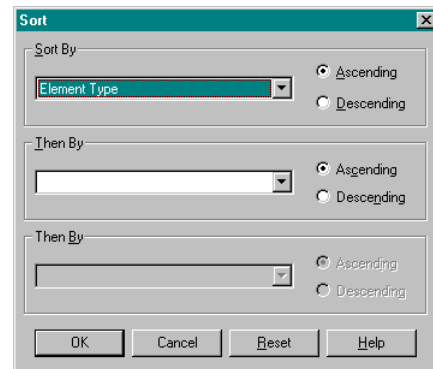 Sort
Sort By
Element Type
Ascending
Descending
Then By
Ascending
Descending
Then By
Ascending
Descending
OK Cancel Reset Help